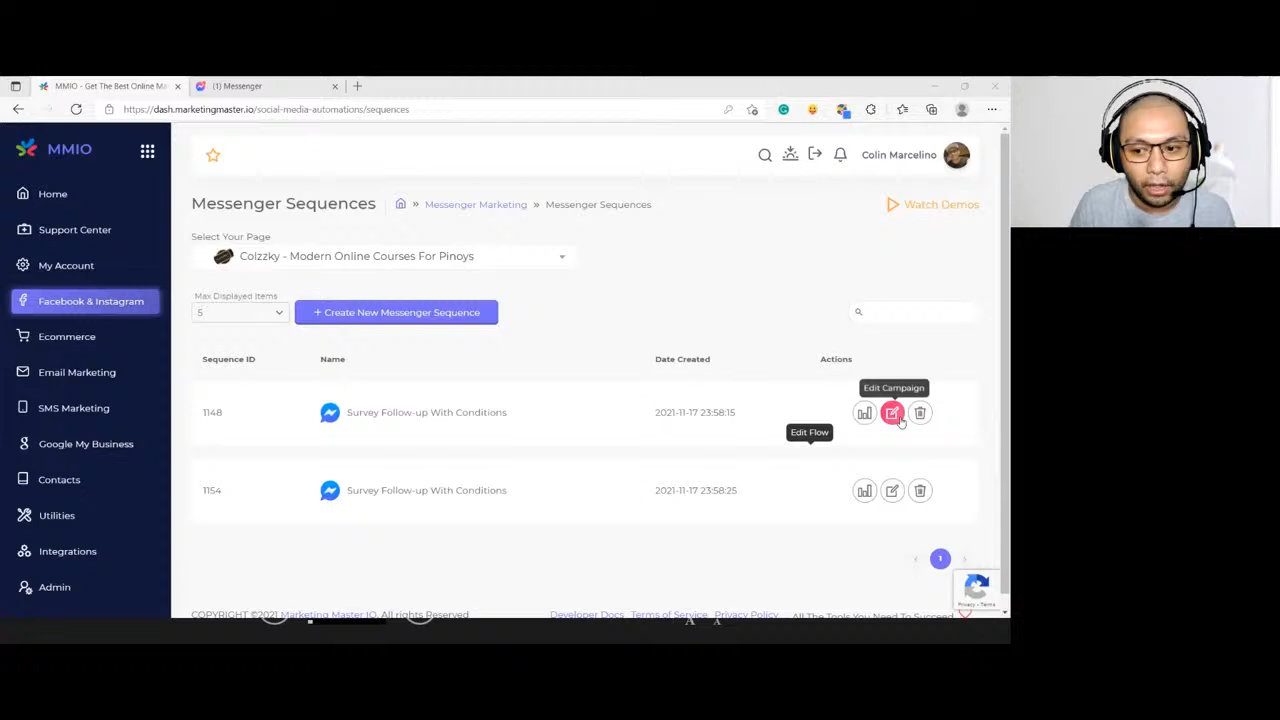 MMIO - Get The Best Online Ma
(1) Messenger
https://dash.marketingmaster.io/social-media-automations/sequences
MMIO
Colin Marcelino
Home
Support Center
My Account
Facebook & Instagram
Ecommerce
Email Marketing
SMS Marketing
Google My Business
Contacts
Utilities
Integrations
Admin
Messenger Sequences
» Messenger Marketing » Messenger Sequences
Watch Demos
Select Your Page
Colzzky - Modern Online Courses For Pinoys
Max Displayed Items
5
+ Create New Messenger Sequence
Sequence ID Name Date Created Actions
Edit Campaign
1148 Survey Follow-up With Conditions 2021-11-17 23:58:15
Edit Flow
1154 Survey Follow-up With Conditions 2021-11-17 23:58:25
‹ 1 ›
Privacy - Terms
COPYRIGHT ©2021 Marketing Master IO, All rights Reserved
Developer Docs Terms of Service Privacy Policy
All The Tools You Need To Succeed